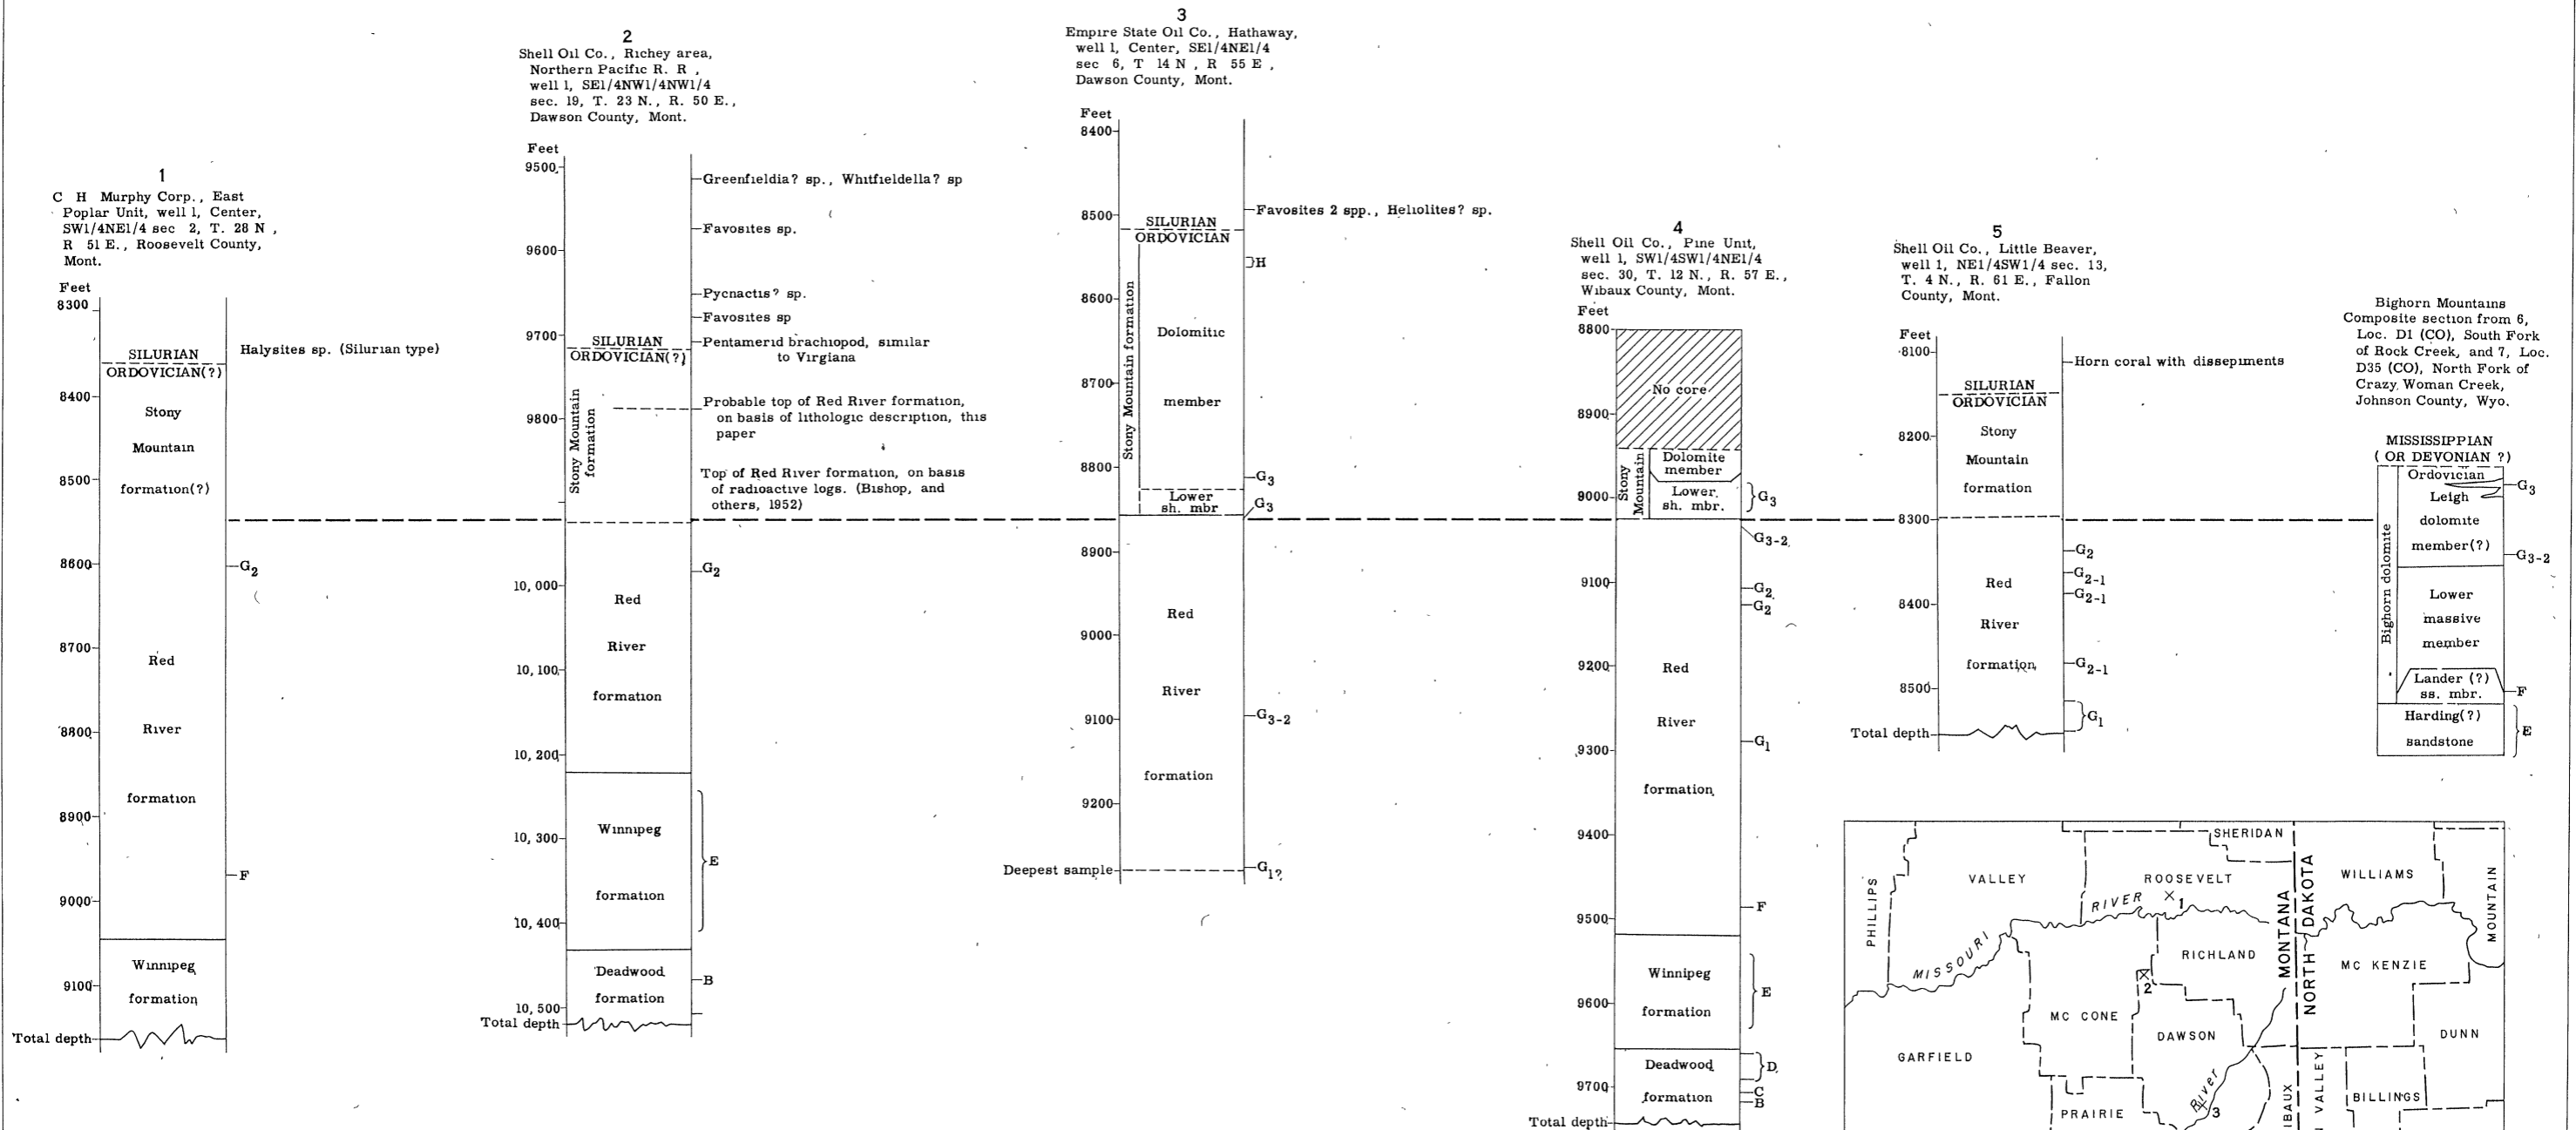 1
C H Murphy Corp., East
Poplar Unit, well 1, Center,
SW1/4NE1/4 sec 2, T. 28 N ,
R 51 E., Roosevelt County,
Mont.
Feet
8300
SILURIAN
ORDOVICIAN(?)
8400
Stony
Mountain
8500
formation(?)
8600
8700
Red
8800
River
formation
8900
9000
Winnipeg
9100
formation
Total depth
Halysites sp. (Silurian type)
G2
F
2
Shell Oil Co., Richey area,
Northern Pacific R. R ,
well 1, SE1/4NW1/4NW1/4
sec. 19, T. 23 N., R. 50 E.,
Dawson County, Mont.
Feet
9500
9600
9700
SILURIAN
ORDOVICIAN(?)
9800
Stony Mountain
formation
10,000
Red
River
10,100
formation
10,200
Winnipeg
10,300
formation
10,400
Deadwood
formation
10,500
Total depth
Greenfieldia? sp., Whitfieldella? sp
Favosites sp.
Pycnactis? sp.
Favosites sp
Pentamerid brachiopod, similar
to Virgiana
Probable top of Red River formation,
on basis of lithologic description, this
paper
Top of Red River formation, on basis
of radioactive logs. (Bishop, and
others, 1952)
G2
E
B
3
Empire State Oil Co., Hathaway,
well 1, Center, SE1/4NE1/4
sec 6, T 14 N , R 55 E ,
Dawson County, Mont.
Feet
8400
8500
SILURIAN
ORDOVICIAN
8600
Stony Mountain formation
Dolomitic
8700
member
8800
Lower
sh. mbr
8900
Red
9000
River
9100
formation
9200
Deepest sample
Favosites 2 spp., Heliolites? sp.
H
G3
G3
G3-2
G1?
4
Shell Oil Co., Pine Unit,
well 1, SW1/4SW1/4NE1/4
sec. 30, T. 12 N., R. 57 E.,
Wibaux County, Mont.
Feet
8800
No core
8900
Stony
Mountain
Dolomite
member
9000
Lower
sh. mbr.
9100
9200
Red
River
9300
formation
9400
9500
Winnipeg
9600
formation
Deadwood
9700
formation
Total depth
G3
G3-2
G2
G2
G1
F
E
D
C
B
5
Shell Oil Co., Little Beaver,
well 1, NE1/4SW1/4 sec. 13,
T. 4 N., R. 61 E., Fallon
County, Mont.
Feet
8100
SILURIAN
ORDOVICIAN
8200
Stony
Mountain
formation
8300
Red
8400
River
formation
8500
Total depth
Horn coral with dissepiments
G2
G2-1
G2-1
G2-1
G1
Bighorn Mountains
Composite section from 6,
Loc. D1 (CO), South Fork
of Rock Creek, and 7, Loc.
D35 (CO), North Fork of
Crazy Woman Creek,
Johnson County, Wyo.
MISSISSIPPIAN
( OR DEVONIAN ?)
Ordovician
Leigh
dolomite
member(?)
Bighorn dolomite
Lower
massive
member
Lander (?)
ss. mbr.
Harding(?)
sandstone
G3
G3-2
F
E
SHERIDAN
PHILLIPS
VALLEY
ROOSEVELT
WILLIAMS
MOUNTAIN
RIVER
1
MISSOURI
RICHLAND
MONTANA
NORTH DAKOTA
MC KENZIE
2
MC CONE
DAWSON
DUNN
GARFIELD
River
3
PRAIRIE
IBAUX
VALLEY
BILLINGS